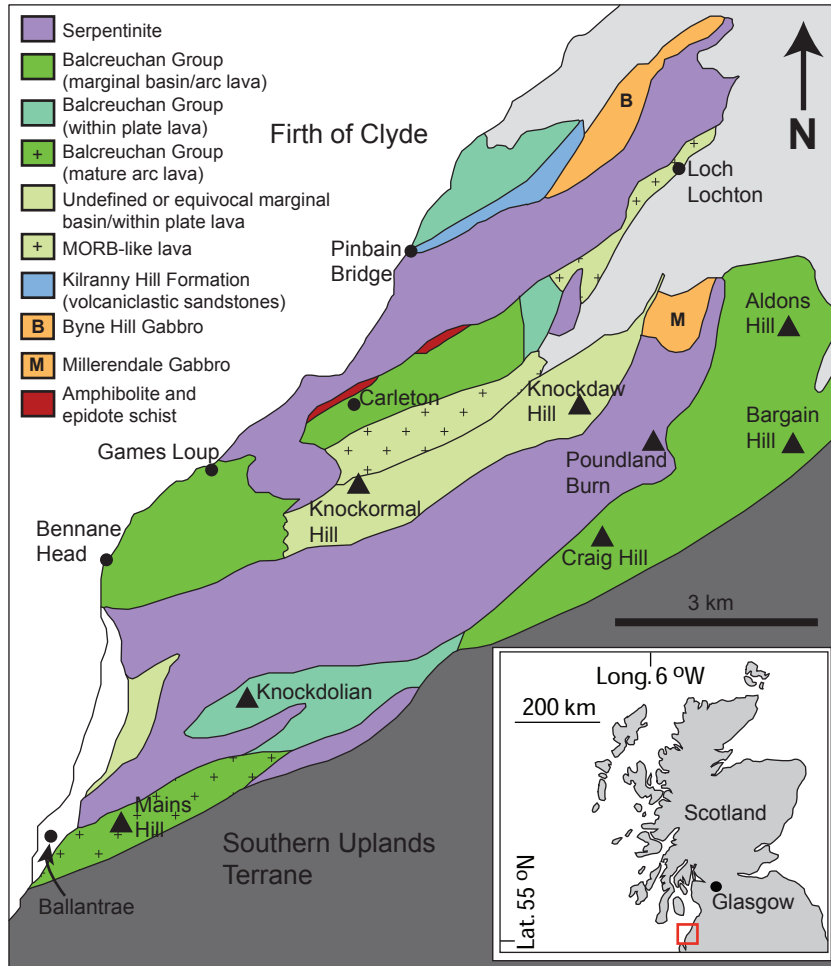 Serpentinite
Balcreuchan Group
(marginal basin/arc lava)
Balcreuchan Group
(within plate lava)
+ Balcreuchan Group
(mature arc lava)
Undefined or equivocal marginal
basin/within plate lava
+ MORB-like lava
Kilranny Hill Formation
(volcaniclastic sandstones)
B Byne Hill Gabbro
M Millerendale Gabbro
Amphibolite and
epidote schist
Firth of Clyde
B
N
Loch
Lochton
Pinbain
Bridge
M
Aldons
Hill
Carleton
Knockdaw
Hill
Games Loup
Poundland
Burn
Bargain
Hill
Knockormal
Hill
Bennane
Head
Craig Hill
3 km
Knockdolian
Mains
Hill
Southern Uplands
Terrane
Ballantrae
Long. 6 ºW
200 km
Scotland
Lat. 55 ºN
Glasgow